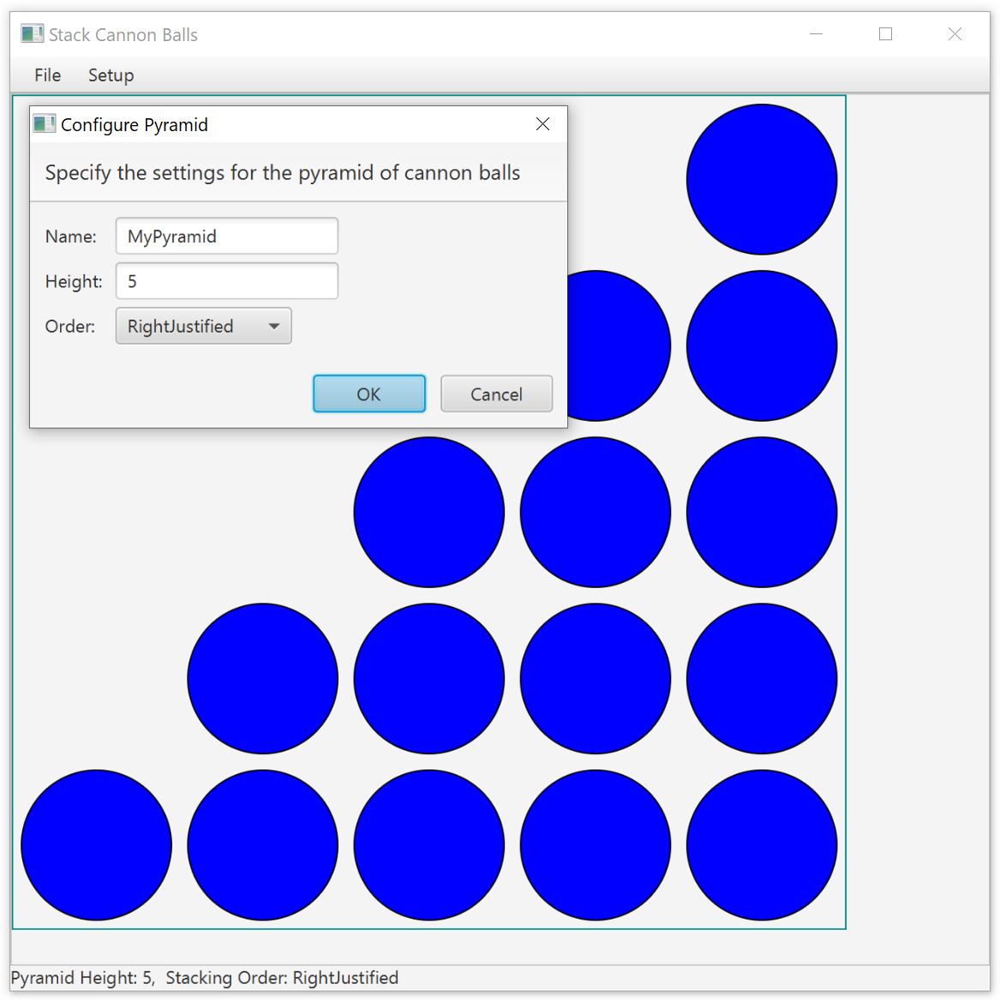 Stack Cannon Balls
File Setup
Configure Pyramid
Specify the settings for the pyramid of cannon balls
Name: MyPyramid
Height: 5
Order: RightJustified
OK Cancel
Pyramid Height: 5,  Stacking Order: RightJustified